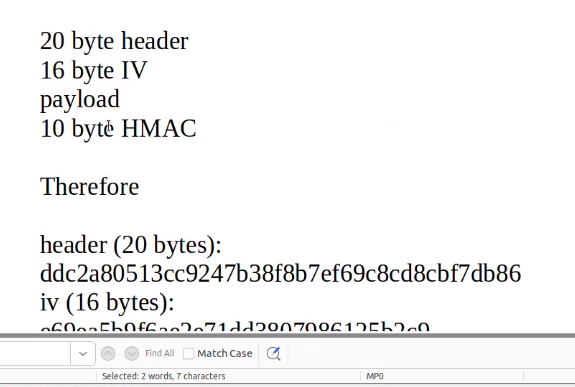 20 byte header
16 byte IV
payload
10 byte HMAC
Therefore
header (20 bytes):
ddc2a80513cc9247b38f8b7ef69c8cd8cbf7db86
iv (16 bytes):
e69ea5b9f6ae2e71dd3807986125b2c9
Find All
Match Case
Selected: 2 words, 7 characters
MP0